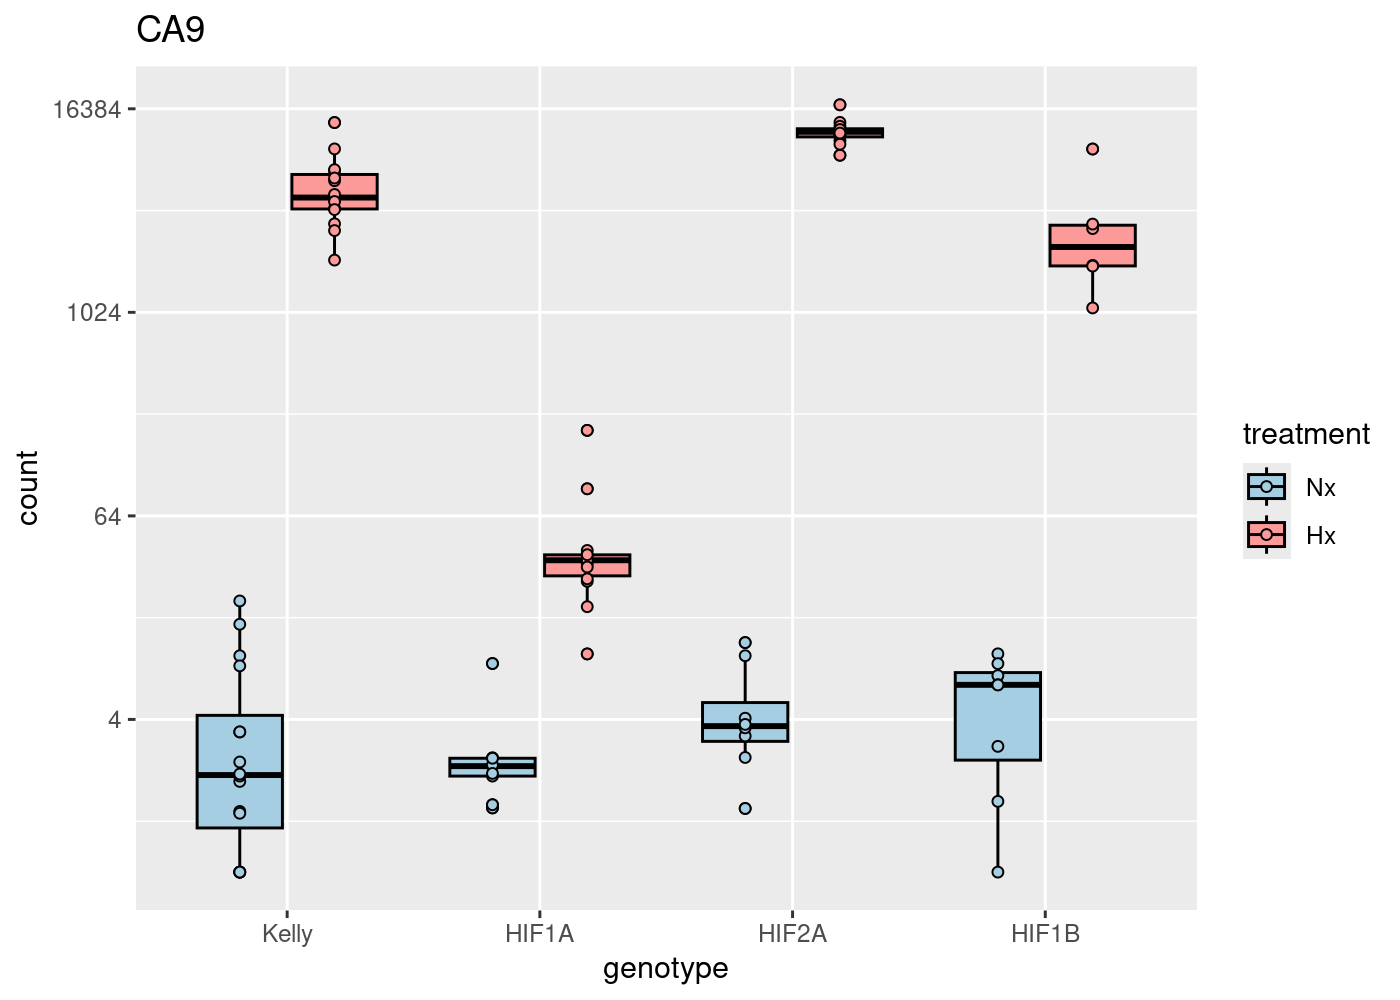 CA9
16384
1024
64
4
count
Kelly
HIF1A
HIF2A
HIF1B
genotype
treatment
Nx
Hx